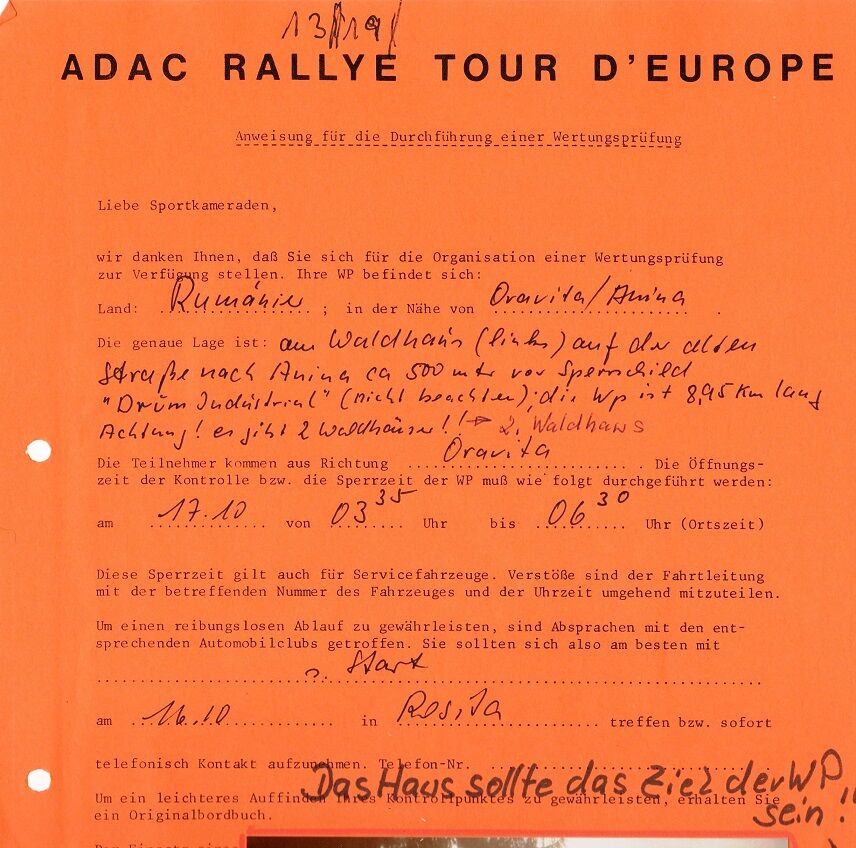 13/19/
ADAC RALLYE TOUR D'EUROPE
Anweisung für die Durchführung einer Wertungsprüfung
Liebe Sportkameraden,
wir danken Ihnen, daß Sie sich für die Organisation einer Wertungsprüfung
zur Verfügung stellen. Ihre WP befindet sich:
Land: Rumänie ; in der Nähe von Oravita/Anina .
Die genaue Lage ist: am Waldhaus (links) auf der alten
Straße nach Anina ca 500 mtr vor Sperrschild
"Drum Industrial" (nicht beachten); die Wp ist 8,95 Km lang
Achtung! es gibt 2 Waldhäuser!! → 2. Waldhaus
Die Teilnehmer kommen aus Richtung Oravita . Die Öffnungs-
zeit der Kontrolle bzw. die Sperrzeit der WP muß wie folgt durchgeführt werden:
am 17.10 von 03 35 Uhr bis 06 30 Uhr (Ortszeit)
Diese Sperrzeit gilt auch für Servicefahrzeuge. Verstöße sind der Fahrtleitung
mit der betreffenden Nummer des Fahrzeuges und der Uhrzeit umgehend mitzuteilen.
Um einen reibungslosen Ablauf zu gewährleisten, sind Absprachen mit den ent-
sprechenden Automobilclubs getroffen. Sie sollten sich also am besten mit
Start
am 16.10 in Resita treffen bzw. sofort
telefonisch Kontakt aufzunehmen. Telefon-Nr.
Das Haus sollte das Ziel der WP
Um ein leichteres Auffinden Ihres Kontrollpunktes zu gewährleisten, erhalten Sie
sein!!
ein Originalbordbuch.